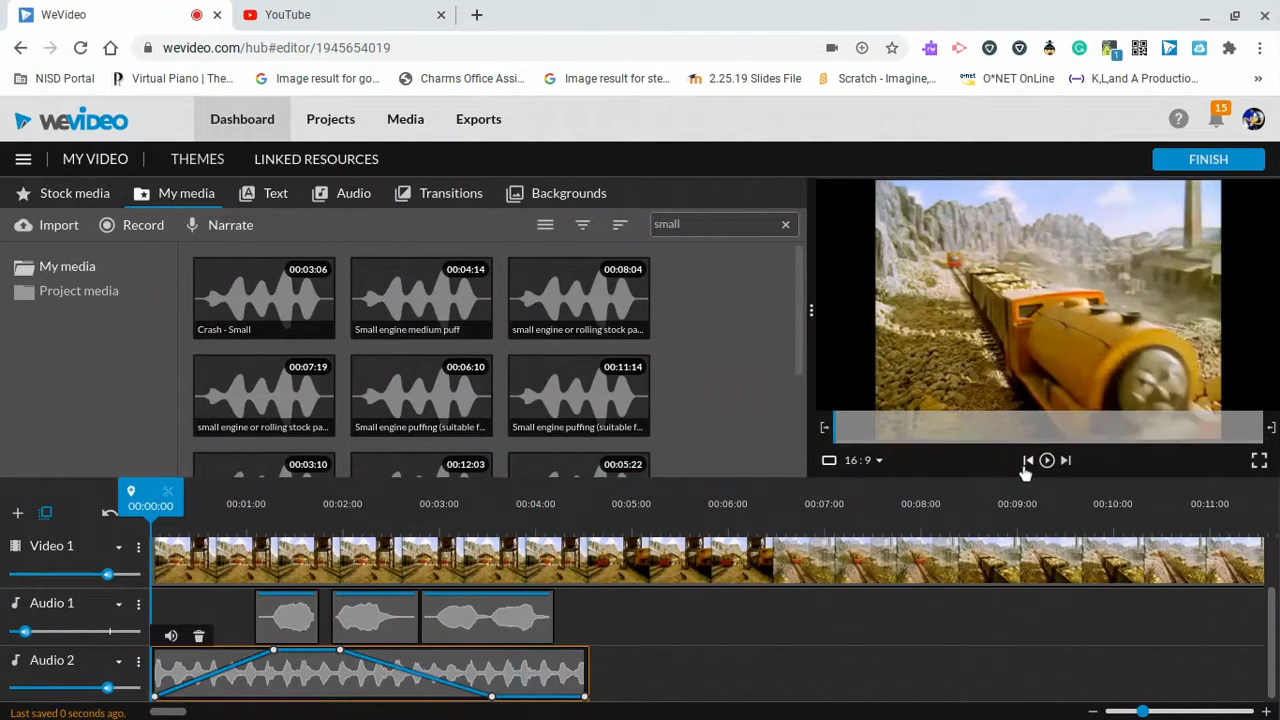 WeVideo
YouTube
wevideo.com/hub#editor/1945654019
NISD Portal
Virtual Piano | The...
Image result for go...
Charms Office Assi...
Image result for ste...
2.25.19 Slides File
Scratch - Imagine,...
O*NET OnLine
K,L,and A Productio...
»
wevideo
Dashboard
Projects
Media
Exports
15
MY VIDEO
THEMES
LINKED RESOURCES
FINISH
Stock media
My media
Text
Audio
Transitions
Backgrounds
Import
Record
Narrate
small
My media
Project media
00:03:06
00:04:14
00:08:04
Crash - Small
Small engine medium puff
small engine or rolling stock pa...
00:07:19
00:06:10
00:11:14
small engine or rolling stock pa...
Small engine puffing (suitable f...
Small engine puffing (suitable f...
00:03:10
00:12:03
00:05:22
16:9
00:00:00
00:01:00
00:02:00
00:03:00
00:04:00
00:05:00
00:06:00
00:07:00
00:08:00
00:09:00
00:10:00
00:11:00
Video 1
Audio 1
Audio 2
Last saved 0 seconds ago.